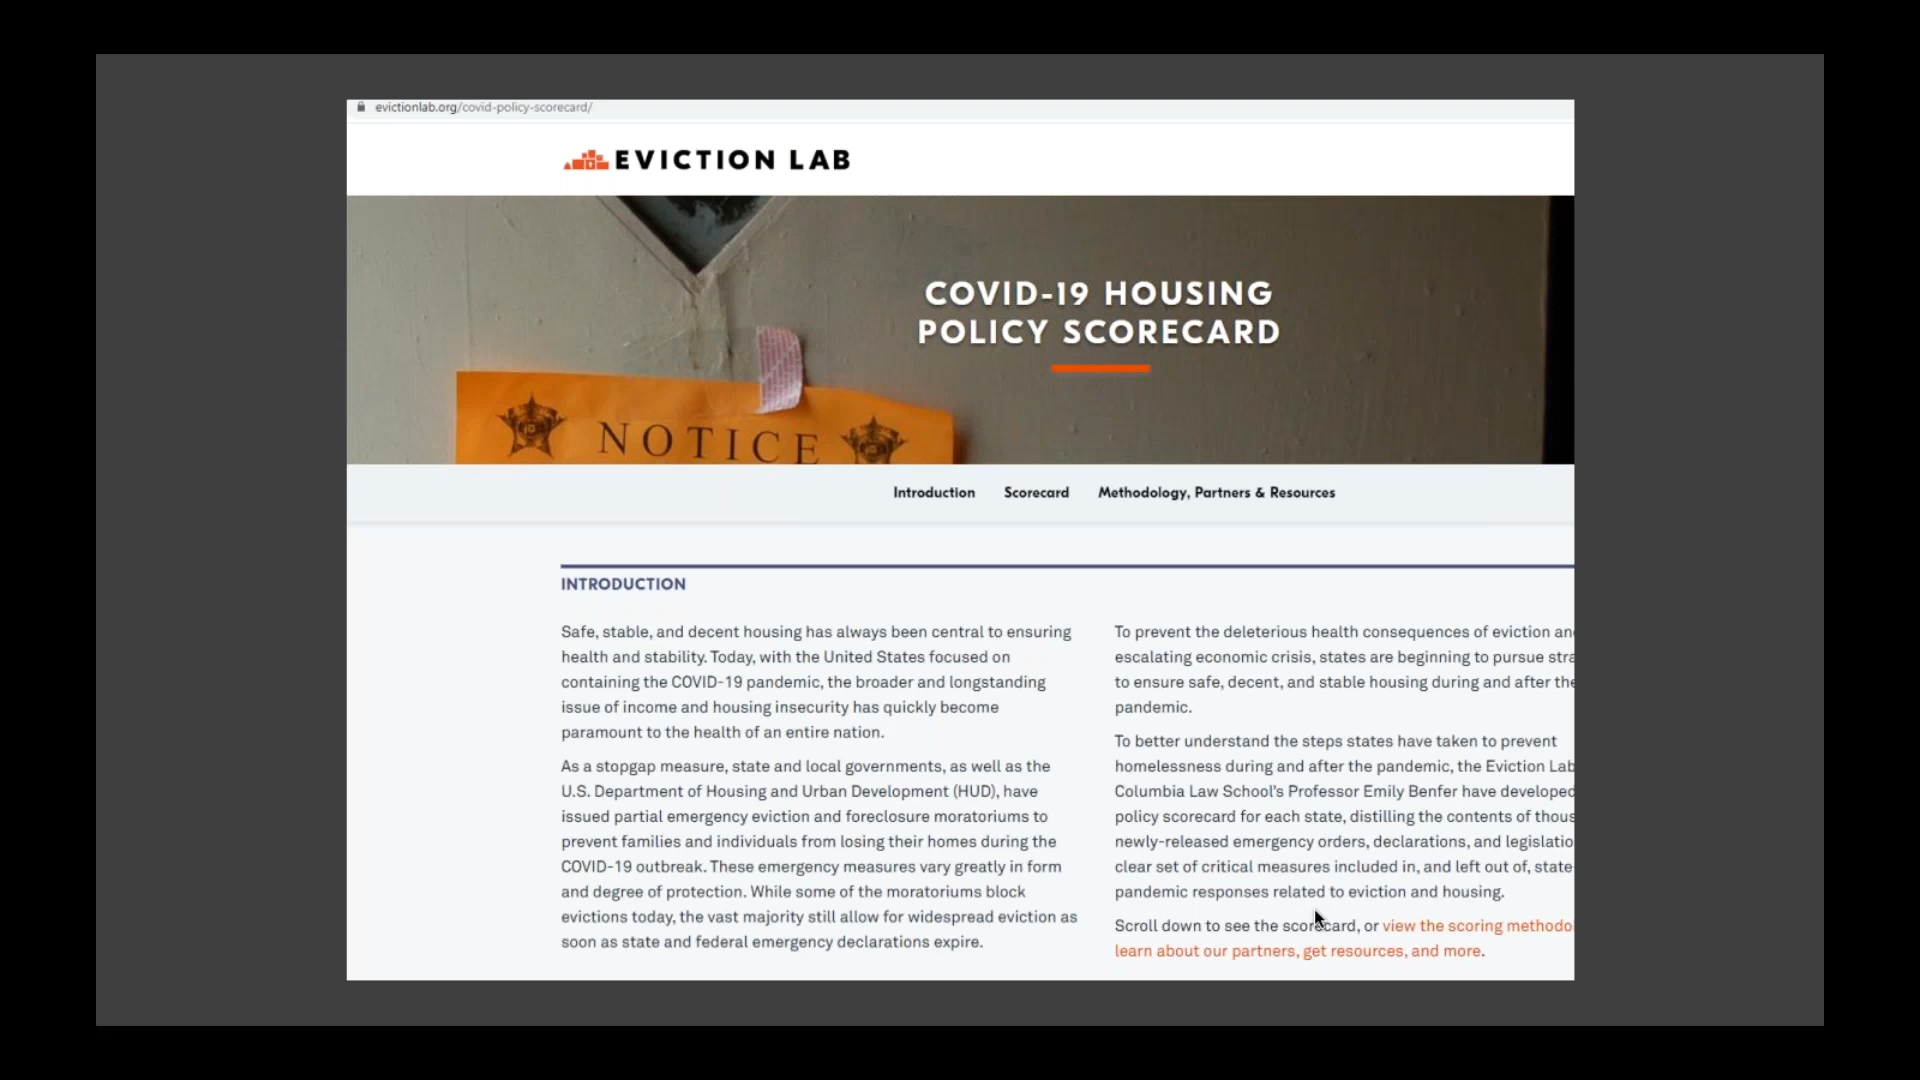 evictionlab.org/covid-policy-scorecard/
EVICTION LAB
COVID-19 HOUSING
POLICY SCORECARD
NOTICE
Introduction Scorecard Methodology, Partners & Resources
INTRODUCTION
Safe, stable, and decent housing has always been central to ensuring
health and stability. Today, with the United States focused on
containing the COVID-19 pandemic, the broader and longstanding
issue of income and housing insecurity has quickly become
paramount to the health of an entire nation.
As a stopgap measure, state and local governments, as well as the
U.S. Department of Housing and Urban Development (HUD), have
issued partial emergency eviction and foreclosure moratoriums to
prevent families and individuals from losing their homes during the
COVID-19 outbreak. These emergency measures vary greatly in form
and degree of protection. While some of the moratoriums block
evictions today, the vast majority still allow for widespread eviction as
soon as state and federal emergency declarations expire.
To prevent the deleterious health consequences of eviction an
escalating economic crisis, states are beginning to pursue stra
to ensure safe, decent, and stable housing during and after the
pandemic.
To better understand the steps states have taken to prevent
homelessness during and after the pandemic, the Eviction Lab
Columbia Law School's Professor Emily Benfer have developed
policy scorecard for each state, distilling the contents of thous
newly-released emergency orders, declarations, and legislatio
clear set of critical measures included in, and left out of, state
pandemic responses related to eviction and housing.
Scroll down to see the scorecard, or view the scoring methodo
learn about our partners, get resources, and more.